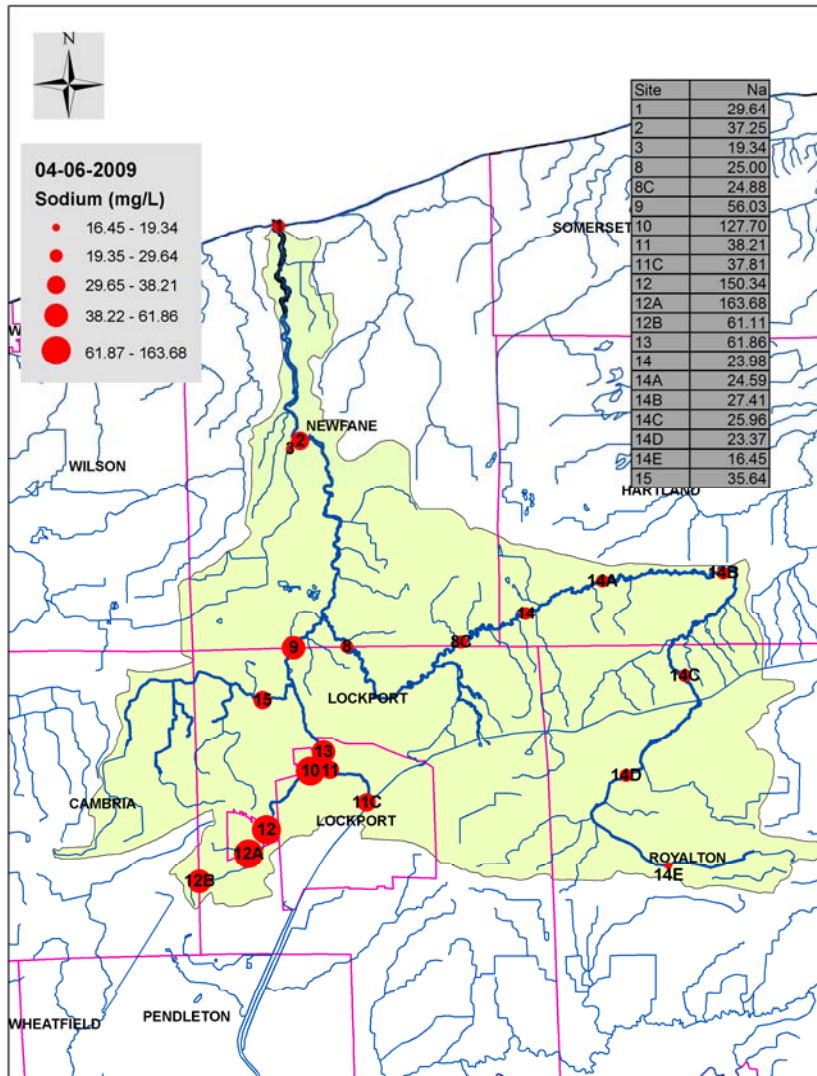 N
04-06-2009
Sodium (mg/L)
16.45 - 19.34
19.35 - 29.64
29.65 - 38.21
38.22 - 61.86
61.87 - 163.68
Site Na
1 29.64
2 37.25
3 19.34
8 25.00
8C 24.88
9 56.03
10 127.70
11 38.21
11C 37.81
12 150.34
12A 163.68
12B 61.11
13 61.86
14 23.98
14A 24.59
14B 27.41
14C 25.96
14D 23.37
14E 16.45
15 35.64
1
SOMERSET
W
NEWFANE
2
3
WILSON
HARTLAND
14B
14A
14
8C
8
9
14C
15
LOCKPORT
13
10 11
14D
11C
CAMBRIA
LOCKPORT
12
12A
ROYALTON
14E
12B
PENDLETON
WHEATFIELD